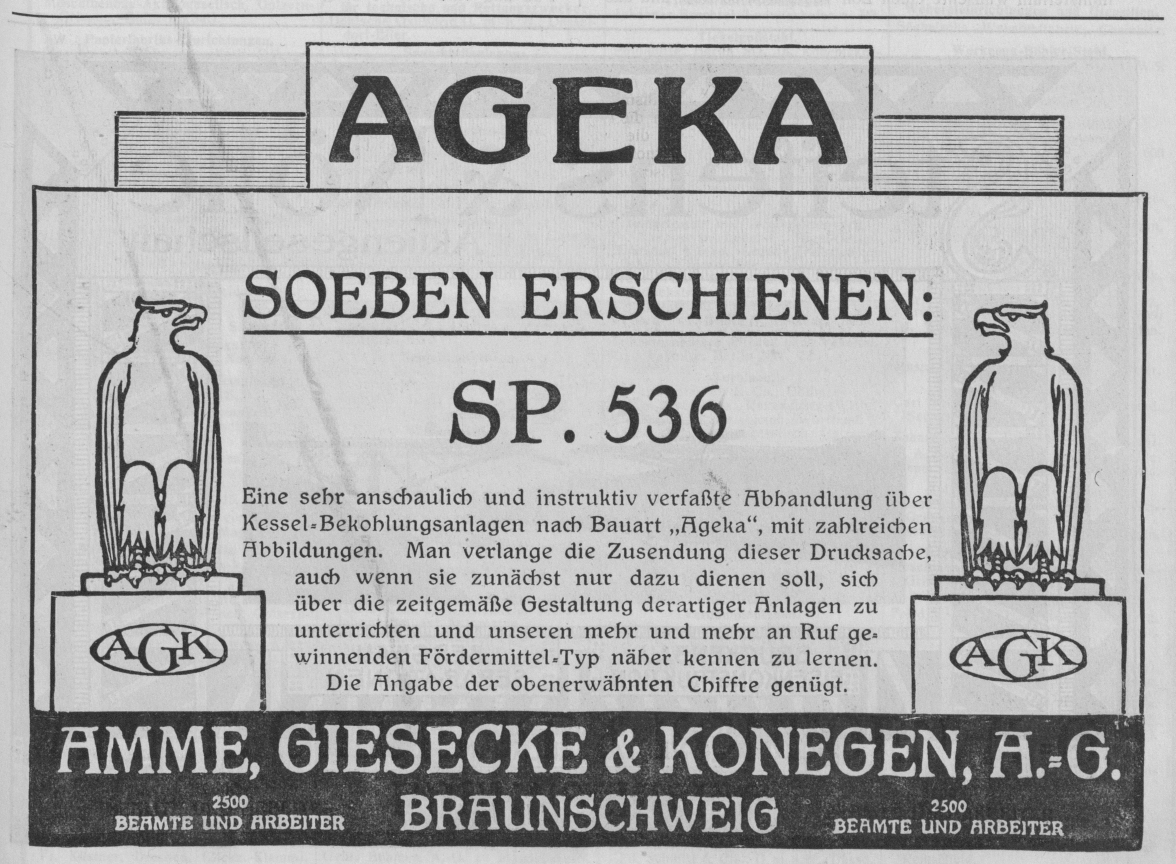 AGEKA
SOEBEN ERSCHIENEN:
SP. 536
Eine sehr anschaulich und instruktiv verfaßte Abhandlung über
Kessel-Bekohlungsanlagen nach Bauart „Ageka“, mit zahlreichen
Abbildungen. Man verlange die Zusendung dieser Drucksache,
auch wenn sie zunächst nur dazu dienen soll, sich
über die zeitgemäße Gestaltung derartiger Anlagen zu
unterrichten und unseren mehr und mehr an Ruf ge-
winnenden Fördermittel-Typ näher kennen zu lernen.
Die Angabe der obenerwähnten Chiffre genügt.
AGK
AGK
AMME, GIESECKE & KONEGEN, A.-G.
BRAUNSCHWEIG
2500
BEAMTE UND ARBEITER
2500
BEAMTE UND ARBEITER